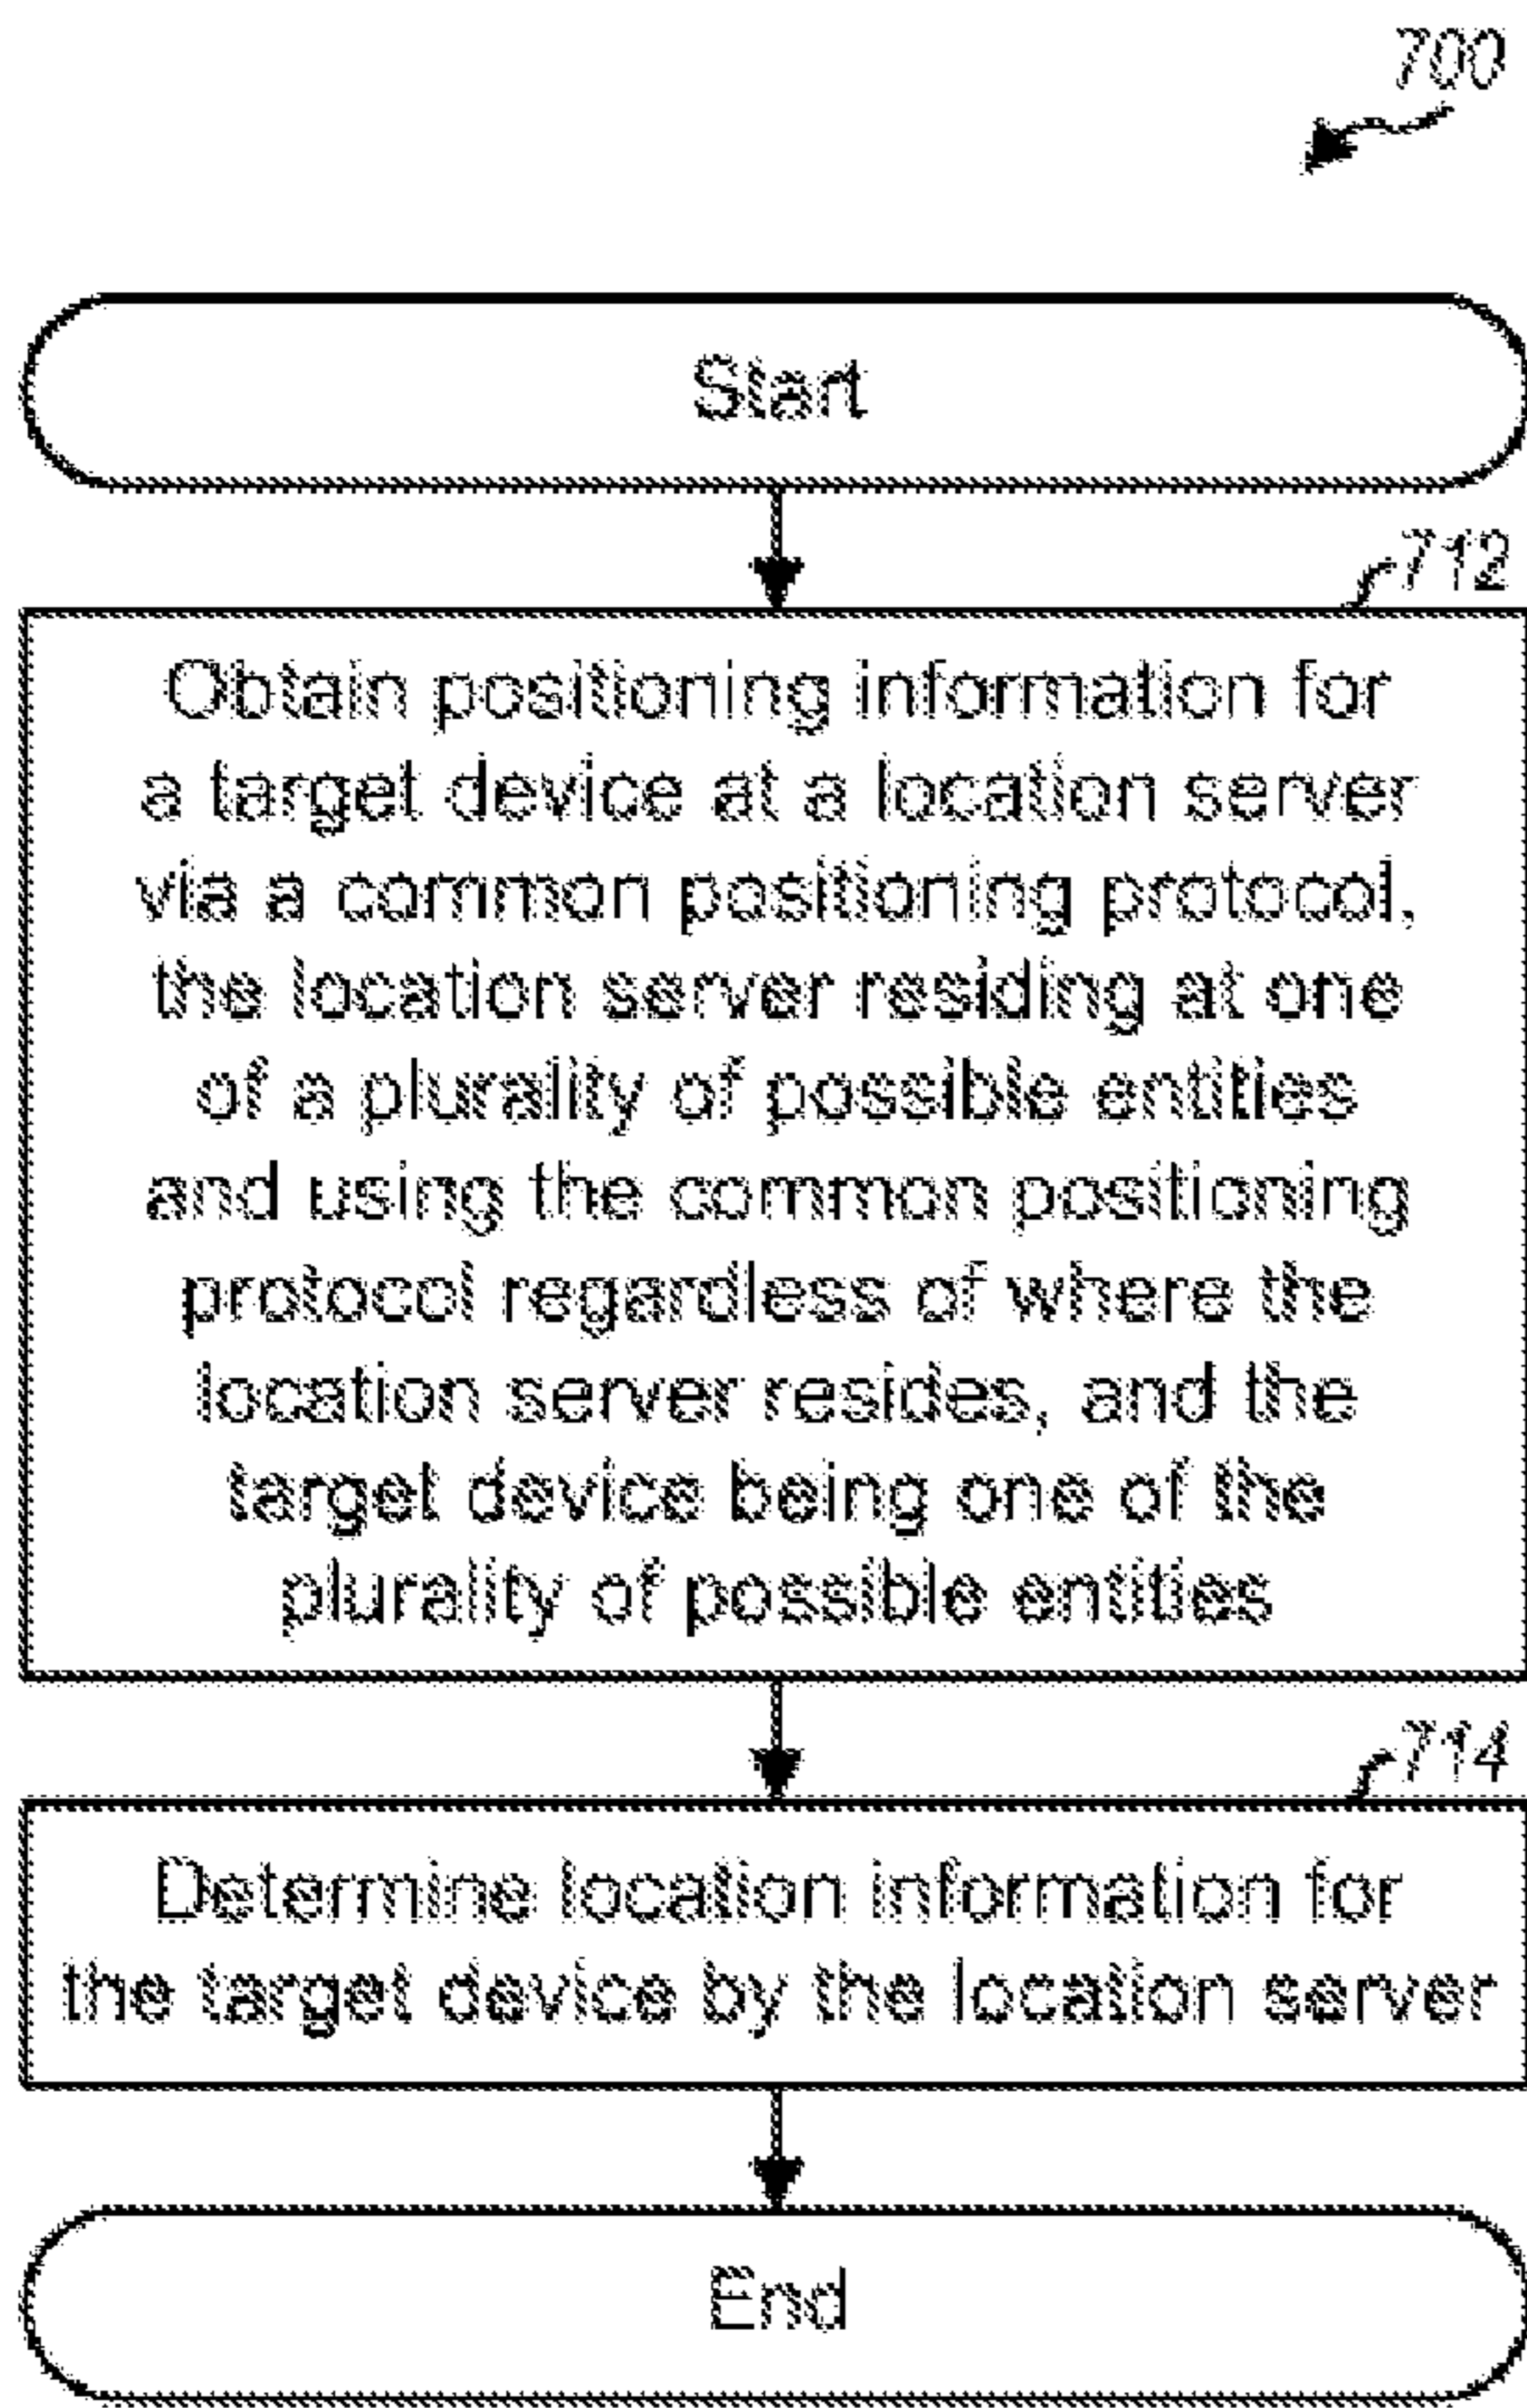 700
Start
712
Obtain positioning information for
a target device at a location server
via a common positioning protocol,
the location server residing at one
of a plurality of possible entities
and using the common positioning
protocol regardless of where the
location server resides, and the
target device being one of the
plurality of possible entities
714
Determine location information for
the target device by the location server
End